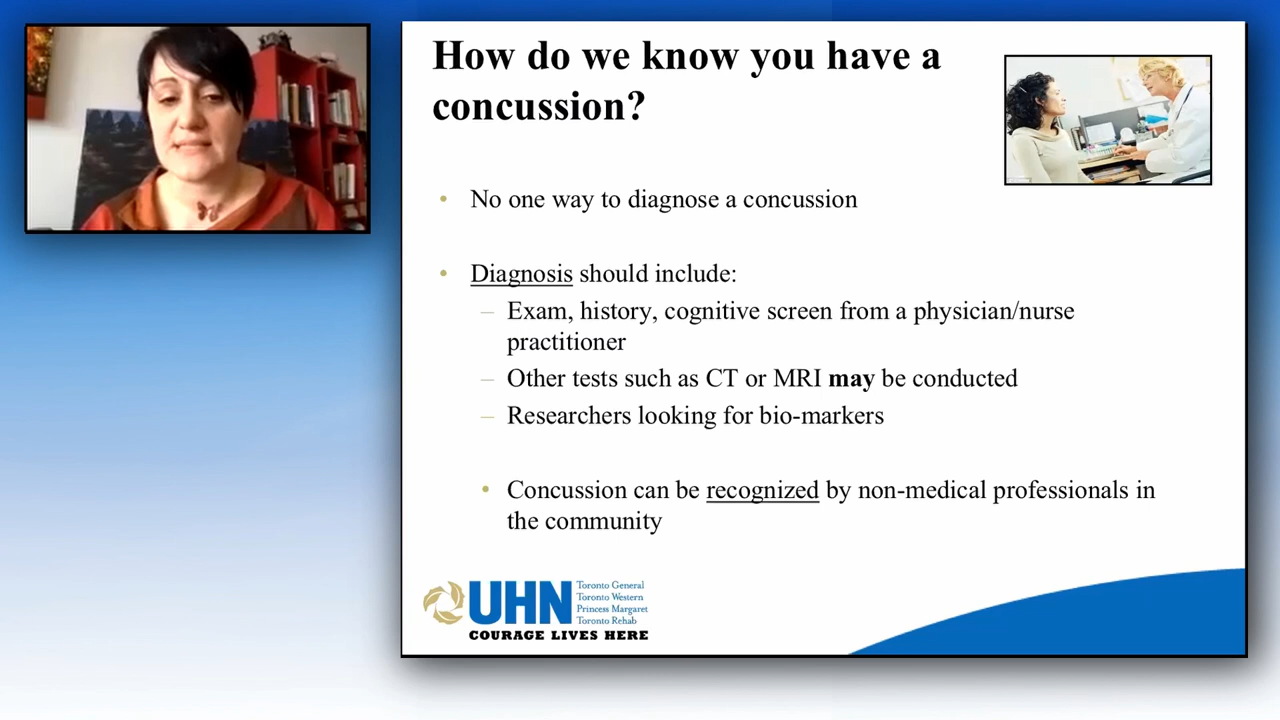 How do we know you have a
concussion?
• No one way to diagnose a concussion
• Diagnosis should include:
– Exam, history, cognitive screen from a physician/nurse
practitioner
– Other tests such as CT or MRI may be conducted
– Researchers looking for bio-markers
• Concussion can be recognized by non-medical professionals in
the community
UHN
Toronto General
Toronto Western
Princess Margaret
Toronto Rehab
COURAGE LIVES HERE